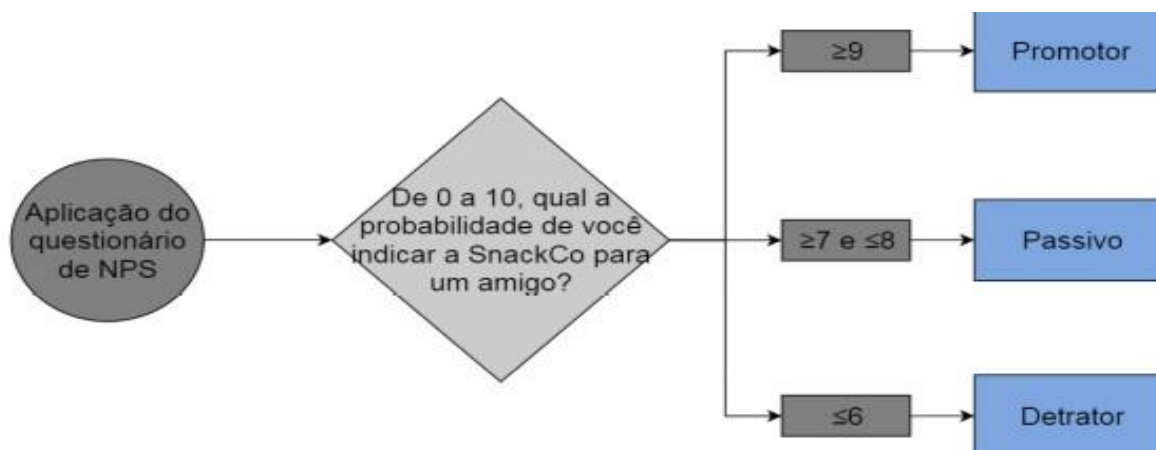 Aplicação do
questionário
de NPS
De 0 a 10, qual a
probabilidade de você
indicar a SnackCo para
um amigo?
≥9
Promotor
≥7 e ≤8
Passivo
≤6
Detrator